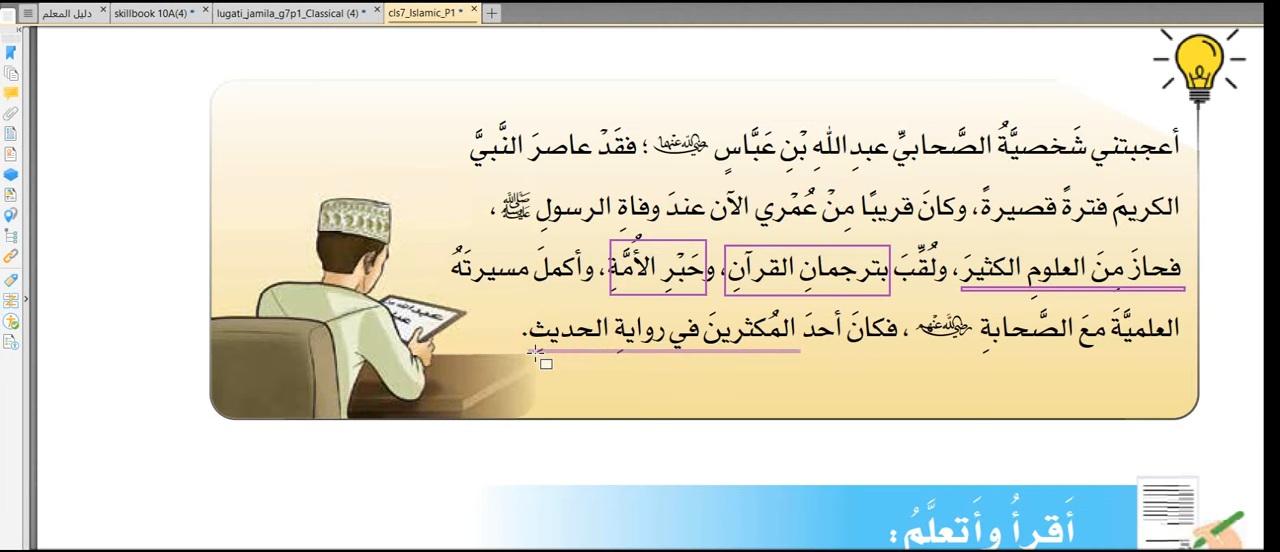 دليل المعلم
skillbook 10A(4) *
lugati_jamila_g7p1_Classical (4) *
cls7_Islamic_P1 *
أعجبتني شَخصيَّةُ الصَّحابيِّ عبدِاللهِ بْنِ عَبَّاسٍ رضي الله عنهما ؛ فقَدْ عاصرَ النَّبيَّ
الكريمَ فترةً قصيرةً، وكانَ قريبًا مِنْ عُمْري الآن عندَ وفاةِ الرسولِ ﷺ ،
فحازَ مِنَ العلومِ الكثيرَ، ولُقِّبَ بترجمانِ القرآنِ، وحَبْرِ الأُمَّةِ، وأكملَ مسيرتَهُ
العلميَّةَ معَ الصَّحابةِ رضي الله عنهم ، فكانَ أحدَ المُكثرينَ في روايةِ الحديثِ.
عبدالله بن
أَقرأُ وأَتعلَّمُ :